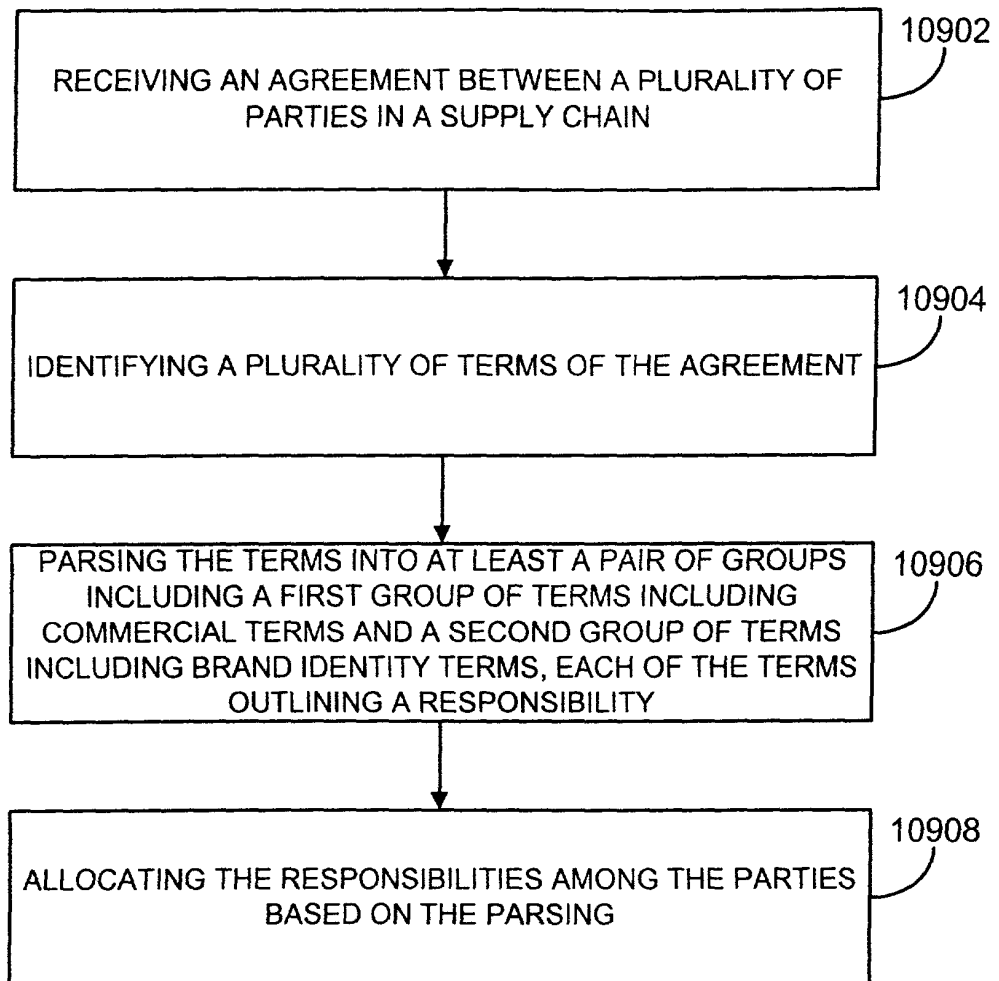 10902
RECEIVING AN AGREEMENT BETWEEN A PLURALITY OF
PARTIES IN A SUPPLY CHAIN
10904
IDENTIFYING A PLURALITY OF TERMS OF THE AGREEMENT
10906
PARSING THE TERMS INTO AT LEAST A PAIR OF GROUPS
INCLUDING A FIRST GROUP OF TERMS INCLUDING
COMMERCIAL TERMS AND A SECOND GROUP OF TERMS
INCLUDING BRAND IDENTITY TERMS, EACH OF THE TERMS
OUTLINING A RESPONSIBILITY
10908
ALLOCATING THE RESPONSIBILITIES AMONG THE PARTIES
BASED ON THE PARSING